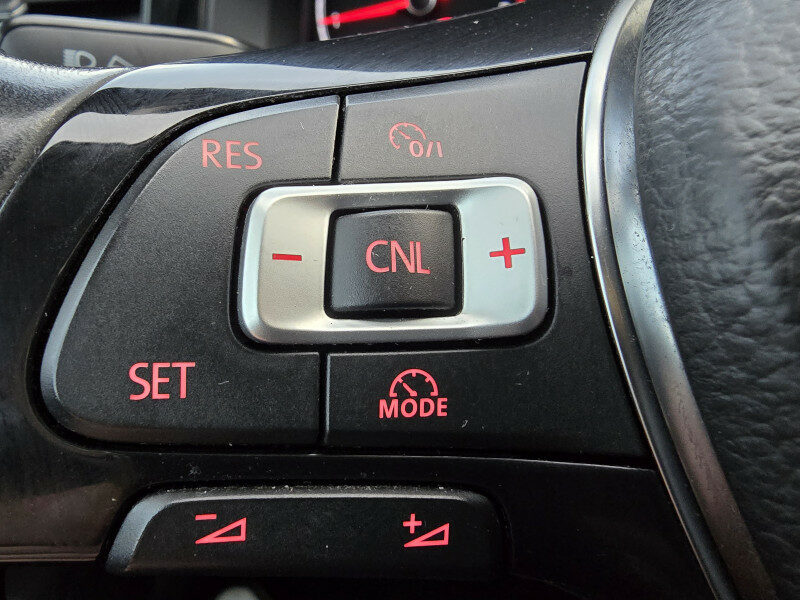 RES
0/I
- CNL +
SET
MODE
-
+